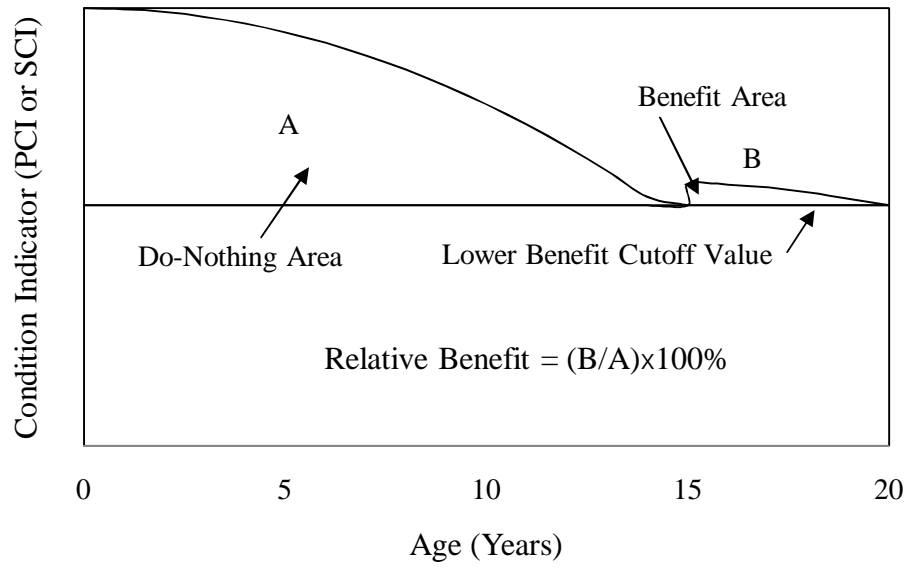 Condition Indicator (PCI or SCI)
Benefit Area
A
B
Do-Nothing Area
Lower Benefit Cutoff Value
Relative Benefit = (B/A)×100%
0
5
10
15
20
Age (Years)